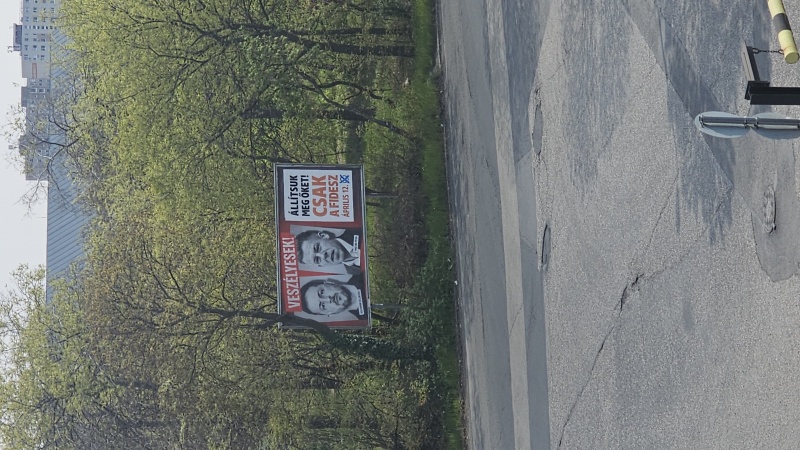 VESZÉLYESEK!
ÁLLÍTSUK
MEG ŐKET!
CSAK
A FIDESZ
ÁPRILIS 12.